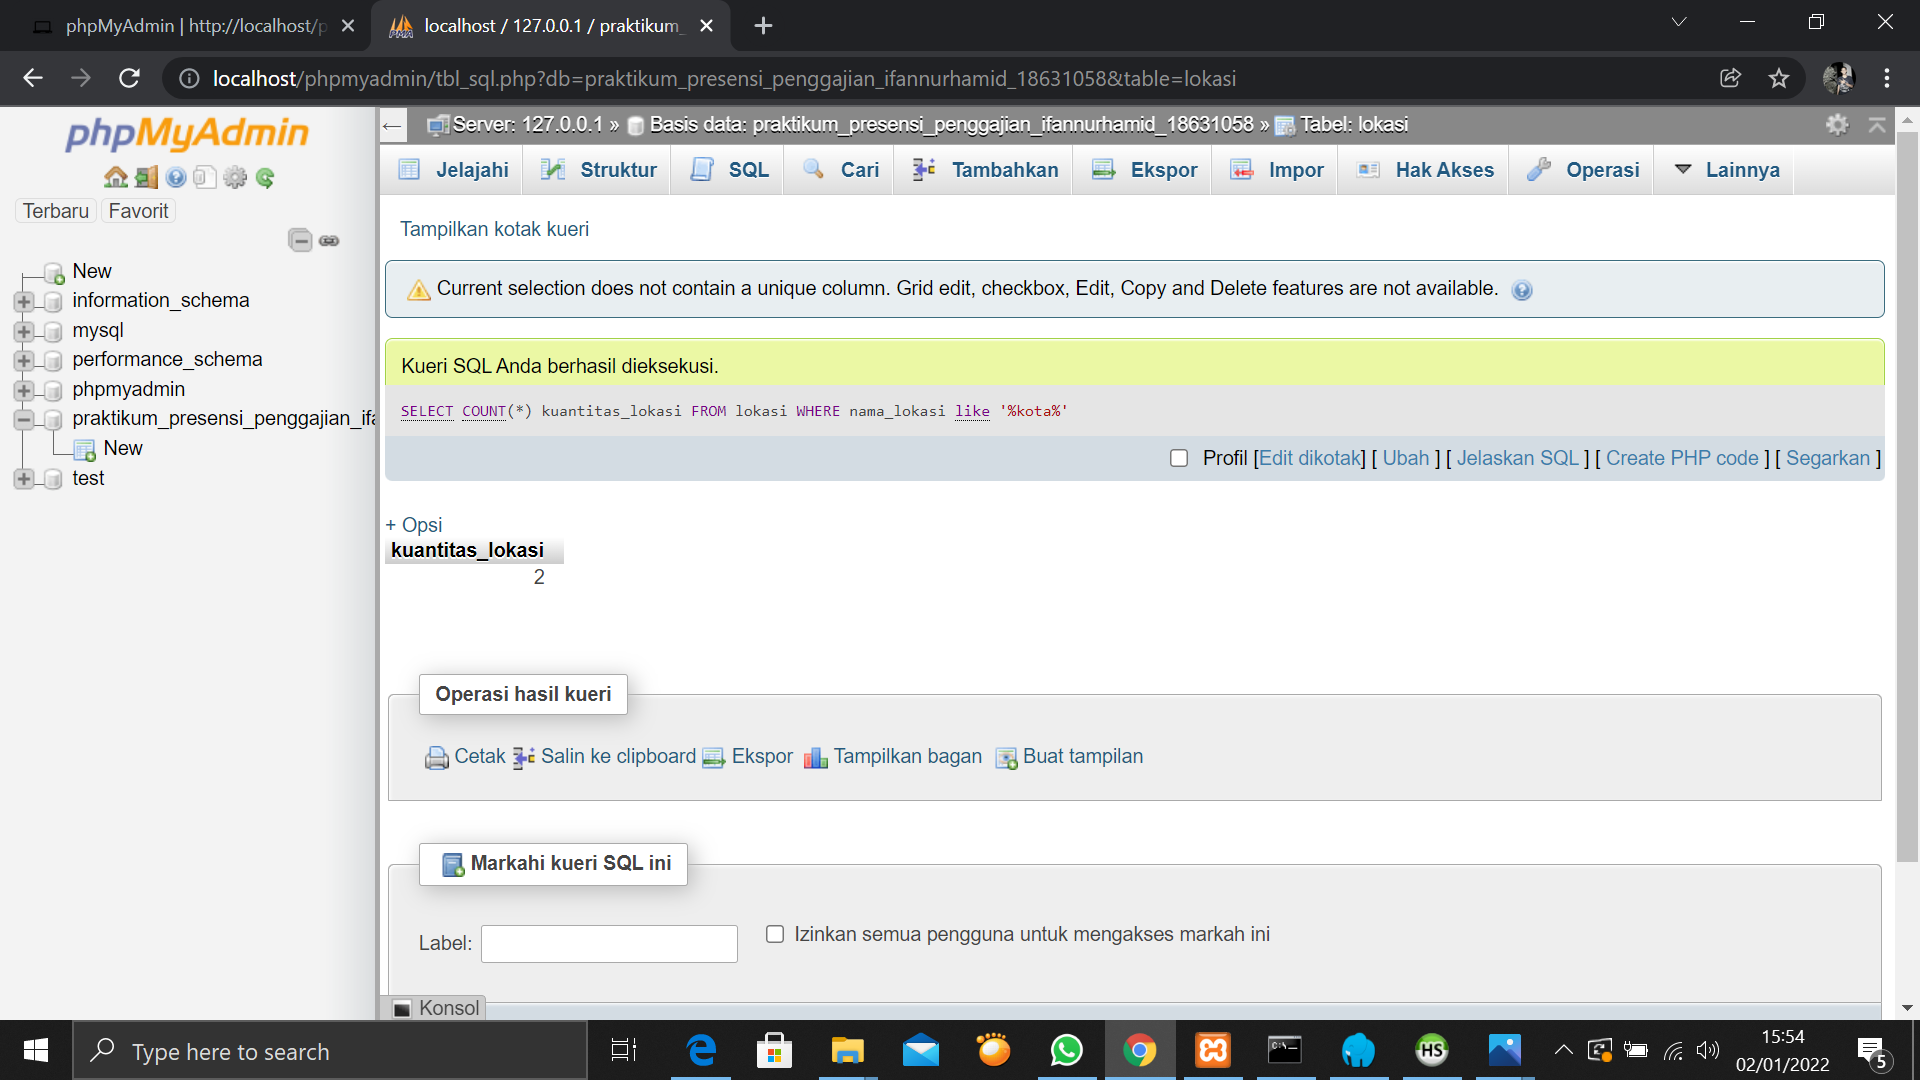 phpMyAdmin | http://localhost/p
localhost / 127.0.0.1 / praktikum_
localhost/phpmyadmin/tbl_sql.php?db=praktikum_presensi_penggajian_ifannurhamid_18631058&table=lokasi
phpMyAdmin
Terbaru Favorit
New
information_schema
mysql
performance_schema
phpmyadmin
praktikum_presensi_penggajian_ifa
New
test
Server: 127.0.0.1 » Basis data: praktikum_presensi_penggajian_ifannurhamid_18631058 » Tabel: lokasi
Jelajahi Struktur SQL Cari Tambahkan Ekspor Impor Hak Akses Operasi Lainnya
Tampilkan kotak kueri
Current selection does not contain a unique column. Grid edit, checkbox, Edit, Copy and Delete features are not available.
Kueri SQL Anda berhasil dieksekusi.
SELECT COUNT(*) kuantitas_lokasi FROM lokasi WHERE nama_lokasi like '%kota%'
Profil [Edit dikotak] [ Ubah ] [ Jelaskan SQL ] [ Create PHP code ] [ Segarkan ]
+ Opsi
kuantitas_lokasi
2
Operasi hasil kueri
Cetak Salin ke clipboard Ekspor Tampilkan bagan Buat tampilan
Markahi kueri SQL ini
Label: Izinkan semua pengguna untuk mengakses markah ini
Konsol
Type here to search
C:\_
HS
15:54
02/01/2022
5